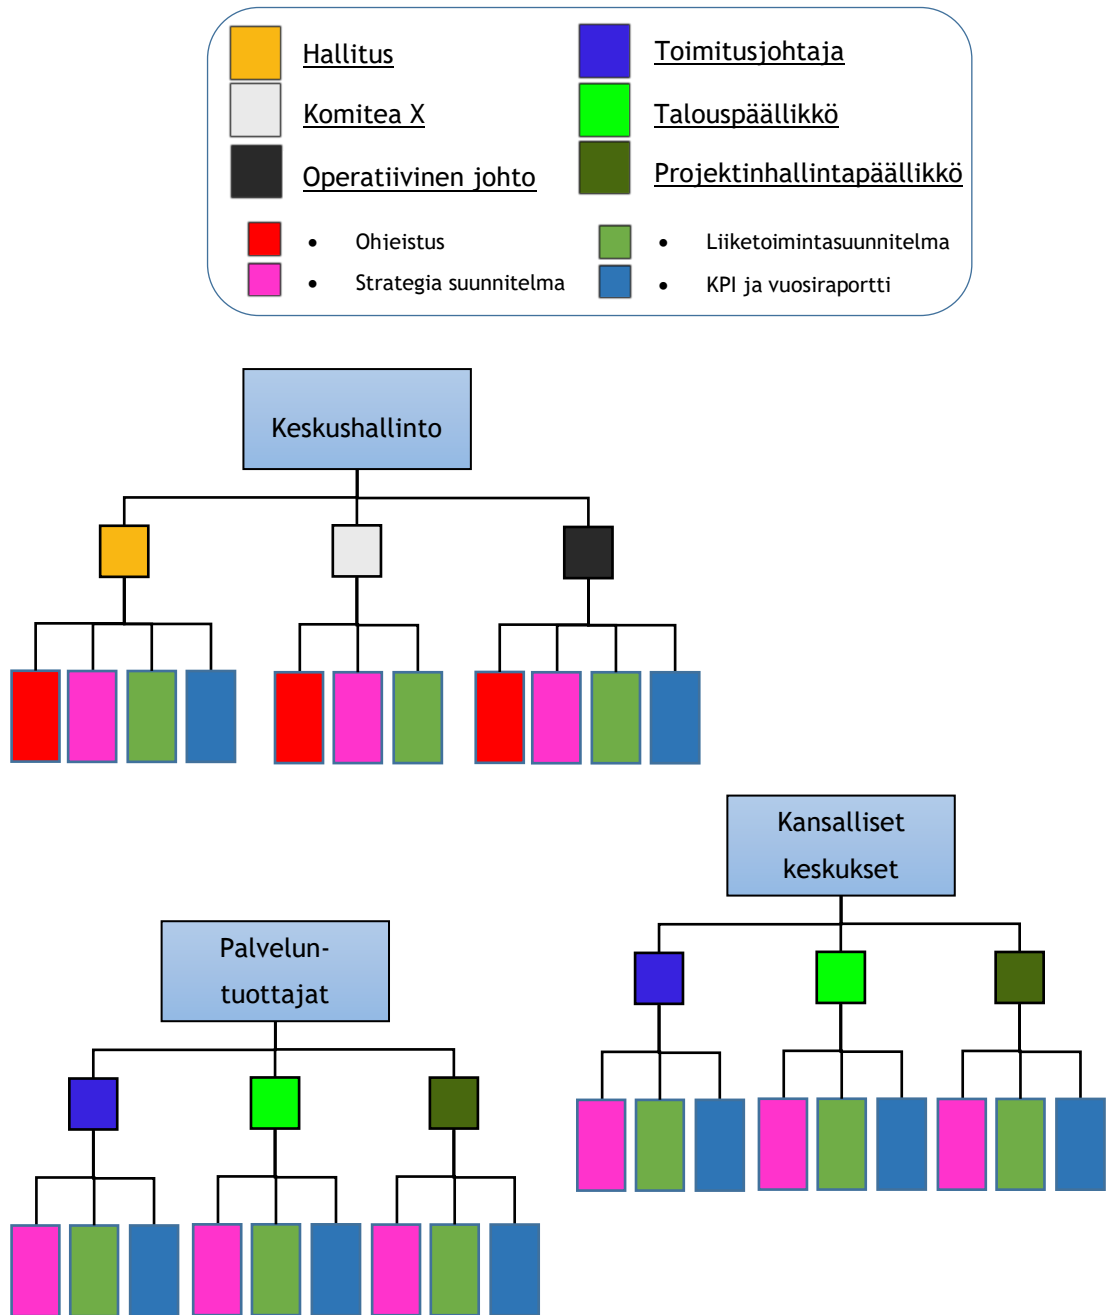 Hallitus
Toimitusjohtaja
Komitea X
Talouspäällikkö
Operatiivinen johto
Projektinhallintapäällikkö
• Ohjeistus
• Liiketoimintasuunnitelma
• Strategia suunnitelma
• KPI ja vuosiraportti
Keskushallinto
Kansalliset
keskukset
Palvelun-
tuottajat